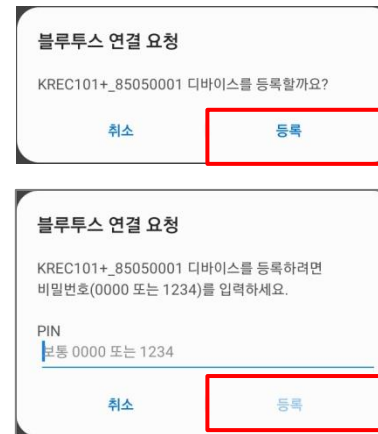 블루투스 연결 요청
KREC101+_85050001 디바이스를 등록할까요?
취소 등록
블루투스 연결 요청
KREC101+_85050001 디바이스를 등록하려면
비밀번호(0000 또는 1234)를 입력하세요.
PIN
보통 0000 또는 1234
취소 등록